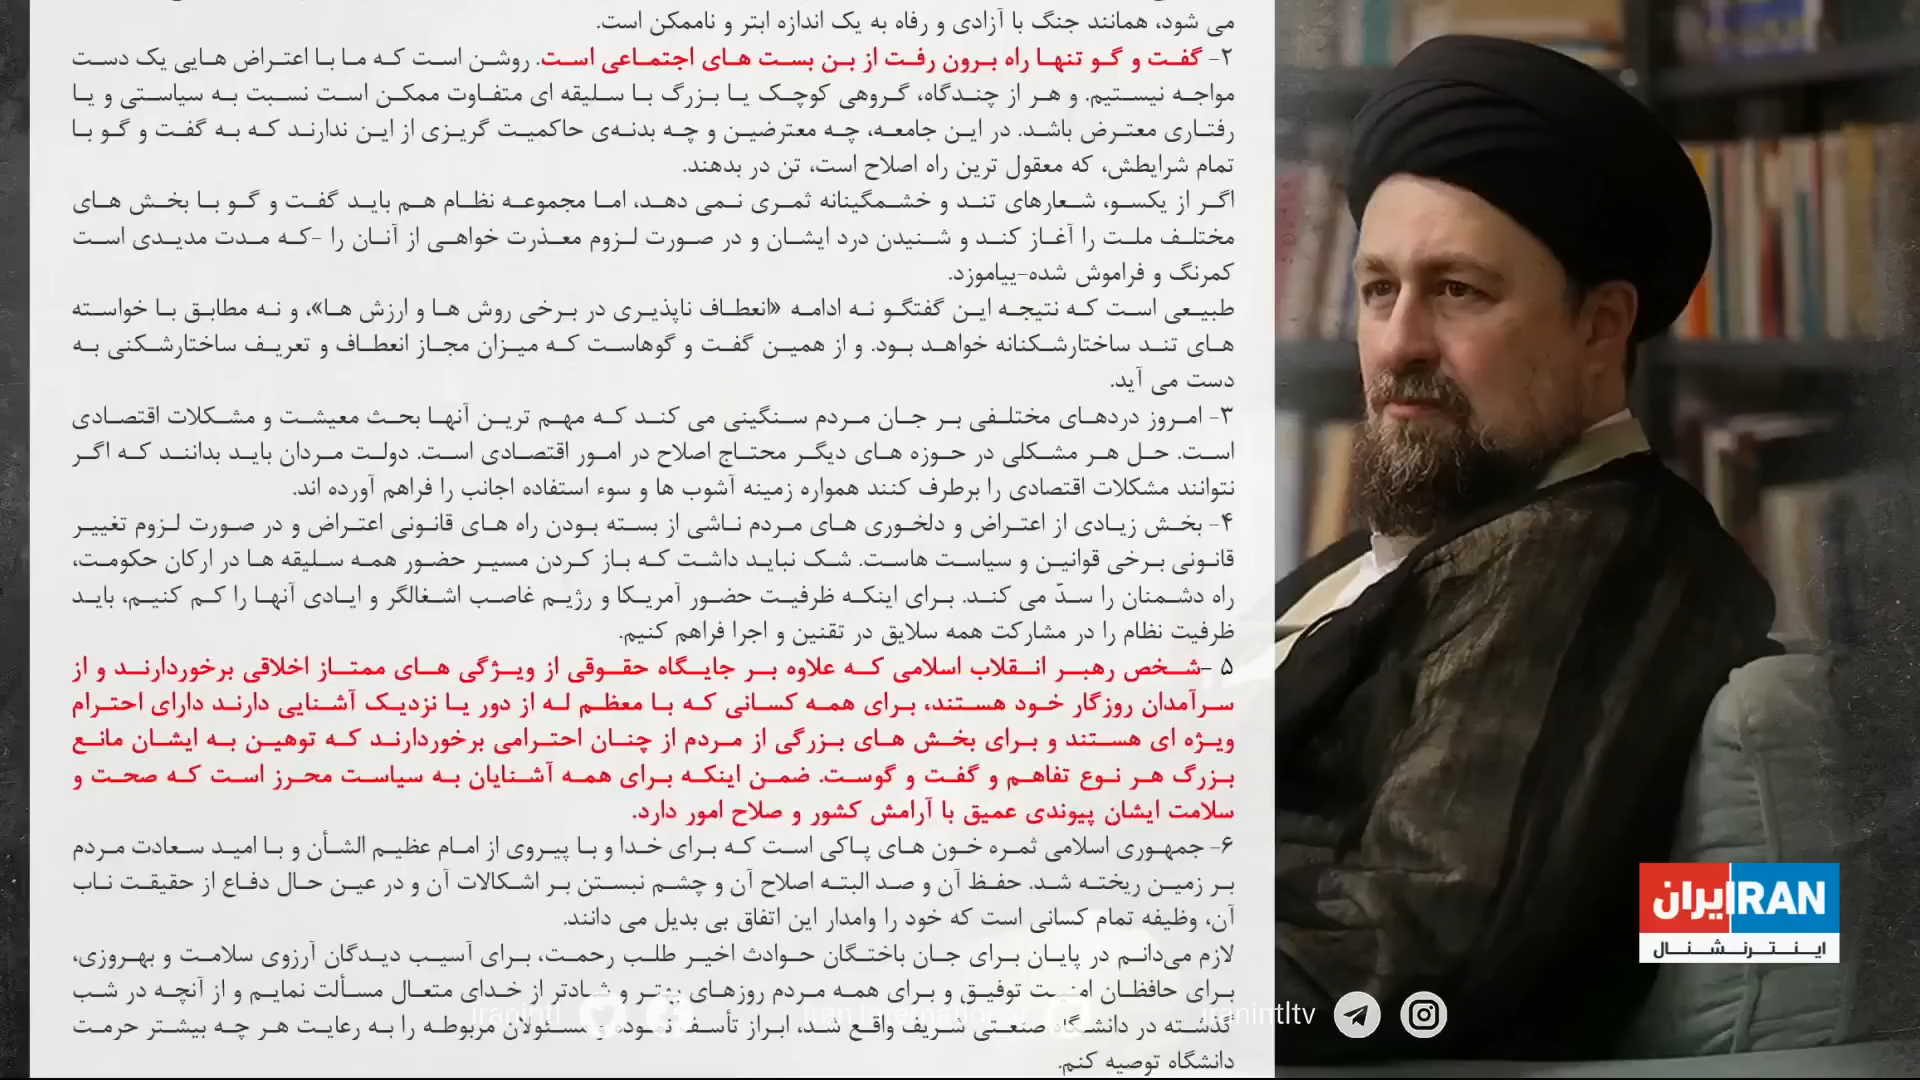 می شود، همانند جنگ با آزادی و رفاه به یک اندازه ابتر و ناممکن است.
۲- گفت و گو تنها راه برون رفت از بن بست های اجتماعی است. روشن است که ما با اعتراض هایی یک دست
مواجه نیستیم. و هر از چندگاه، گروهی کوچک یا بزرگ با سلیقه ای متفاوت ممکن است نسبت به سیاستی و یا
رفتاری معترض باشد. در این جامعه، چه معترضین و چه بدنه‌ی حاکمیت گریزی از این ندارند که به گفت و گو با
تمام شرایطش، که معقول ترین راه اصلاح است، تن در بدهند.
اگر از یکسو، شعارهای تند و خشمگینانه ثمری نمی دهد، اما مجموعه نظام هم باید گفت و گو با بخش های
مختلف ملت را آغاز کند و شنیدن درد ایشان و در صورت لزوم معذرت خواهی از آنان را -که مدت مدیدی است
کمرنگ و فراموش شده-بیاموزد.
طبیعی است که نتیجه این گفتگو نه ادامه «انعطاف ناپذیری در برخی روش ها و ارزش ها»، و نه مطابق با خواسته
های تند ساختارشکنانه خواهد بود. و از همین گفت و گوهاست که میزان مجاز انعطاف و تعریف ساختارشکنی به
دست می آید.
۳- امروز دردهای مختلفی بر جان مردم سنگینی می کند که مهم ترین آنها بحث معیشت و مشکلات اقتصادی
است. حل هر مشکلی در حوزه های دیگر محتاج اصلاح در امور اقتصادی است. دولت مردان باید بدانند که اگر
نتوانند مشکلات اقتصادی را برطرف کنند همواره زمینه آشوب ها و سوء استفاده اجانب را فراهم آورده اند.
۴- بخش زیادی از اعتراض و دلخوری های مردم ناشی از بسته بودن راه های قانونی اعتراض و در صورت لزوم تغییر
قانونی برخی قوانین و سیاست هاست. شک نباید داشت که باز کردن مسیر حضور همه سلیقه ها در ارکان حکومت،
راه دشمنان را سدّ می کند. برای اینکه ظرفیت حضور آمریکا و رژیم غاصب اشغالگر و ایادی آنها را کم کنیم، باید
ظرفیت نظام را در مشارکت همه سلایق در تقنین و اجرا فراهم کنیم.
۵ -شخص رهبر انقلاب اسلامی که علاوه بر جایگاه حقوقی از ویژگی های ممتاز اخلاقی برخوردارند و از
سرآمدان روزگار خود هستند، برای همه کسانی که با معظم له از دور یا نزدیک آشنایی دارند دارای احترام
ویژه ای هستند و برای بخش های بزرگی از مردم از چنان احترامی برخوردارند که توهین به ایشان مانع
بزرگ هر نوع تفاهم و گفت و گوست. ضمن اینکه برای همه آشنایان به سیاست محرز است که صحت و
سلامت ایشان پیوندی عمیق با آرامش کشور و صلاح امور دارد.
۶- جمهوری اسلامی ثمره خون های پاکی است که برای خدا و با پیروی از امام عظیم الشأن و با امید سعادت مردم
بر زمین ریخته شد. حفظ آن و صد البته اصلاح آن و چشم نبستن بر اشکالات آن و در عین حال دفاع از حقیقت ناب
آن، وظیفه تمام کسانی است که خود را وامدار این اتفاق بی بدیل می دانند.
لازم می‌دانم در پایان برای جان باختگان حوادث اخیر طلب رحمت، برای آسیب دیدگان آرزوی سلامت و بهروزی،
برای حافظان امنیت توفیق و برای همه مردم روزهای بهتر و شادتر از خدای متعال مسألت نمایم و از آنچه در شب
گذشته در دانشگاه صنعتی شریف واقع شد، ابراز تأسف نموده و مسئولان مربوطه را به رعایت هر چه بیشتر حرمت
دانشگاه توصیه کنم.
ایران IRAN
اینترنشنال
iranintl
Iran International
iranintltv